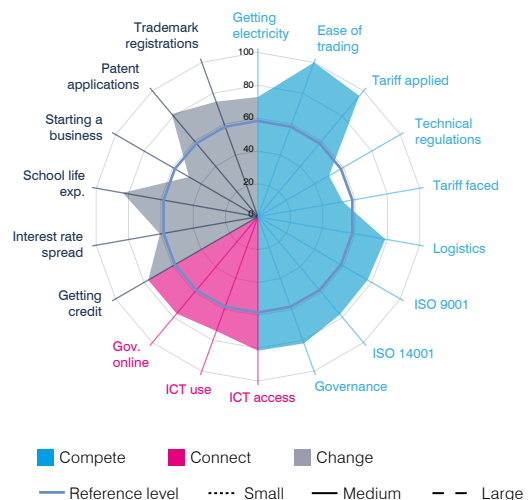 Getting
electricity
Ease of
trading
Tariff applied
Technical
regulations
Tariff faced
Logistics
ISO 9001
ISO 14001
Governance
ICT access
ICT use
Gov.
online
Getting
credit
Interest rate
spread
School life
exp.
Starting a
business
Patent
applications
Trademark
registrations
100
80
60
40
20
0
Compete
Connect
Change
Reference level
Small
Medium
Large